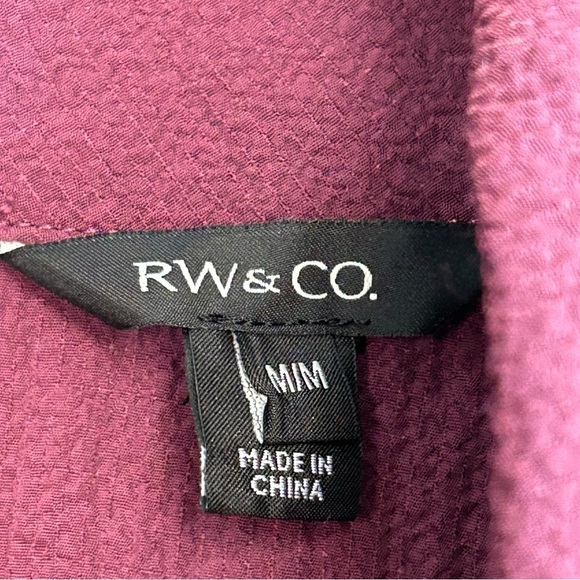 RW & CO.
M/M
MADE IN
CHINA